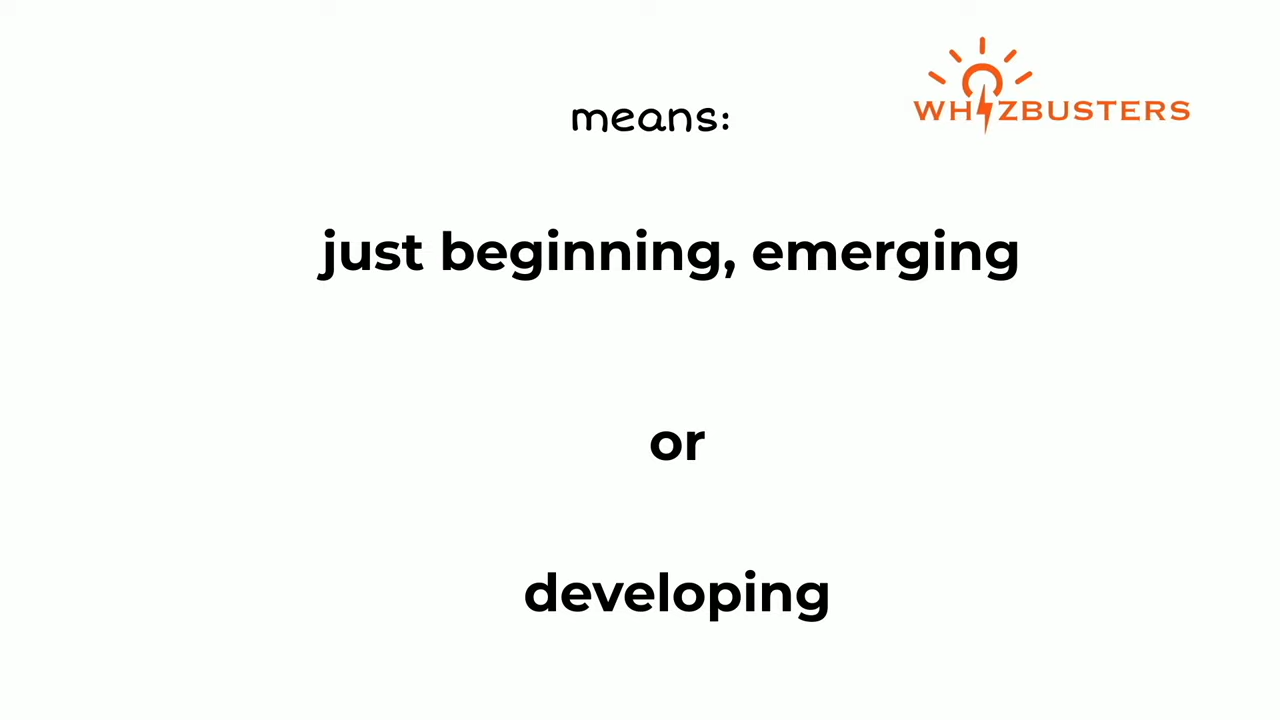 WHIZBUSTERS
means:
just beginning, emerging
or
developing